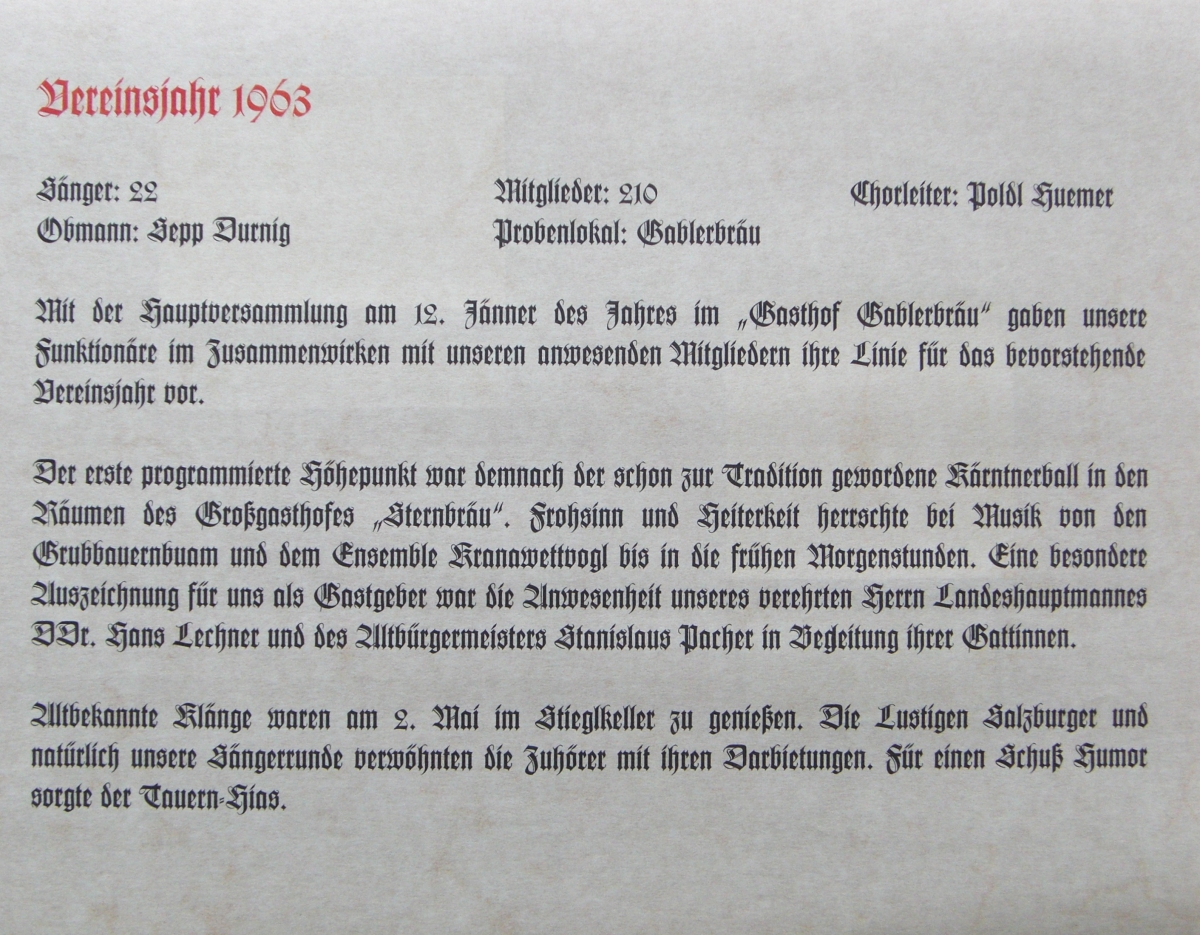 Vereinsjahr 1963
Sänger: 22 Mitglieder: 210 Chorleiter: Poldl Huemer
Obmann: Sepp Durnig Probenlokal: Gablerbräu
Mit der Hauptversammlung am 12. Jänner des Jahres im „Gasthof Gablerbräu“ gaben unsere
Funktionäre im Zusammenwirken mit unseren anwesenden Mitgliedern ihre Linie für das bevorstehende
Vereinsjahr vor.
Der erste programmierte Höhepunkt war demnach der schon zur Tradition gewordene Kärntnerball in den
Räumen des Großgasthofes „Sternbräu“. Frohsinn und Heiterkeit herrschte bei Musik von den
Grubbauernbuam und dem Ensemble Kranawettvogl bis in die frühen Morgenstunden. Eine besondere
Auszeichnung für uns als Gastgeber war die Anwesenheit unseres verehrten Herrn Landeshauptmannes
DDr. Hans Lechner und des Altbürgermeisters Stanislaus Pacher in Begleitung ihrer Gattinnen.
Altbekannte Klänge waren am 2. Mai im Stieglkeller zu genießen. Die Lustigen Salzburger und
natürlich unsere Sängerrunde verwöhnten die Zuhörer mit ihren Darbietungen. Für einen Schuß Humor
sorgte der Tauern-Hias.